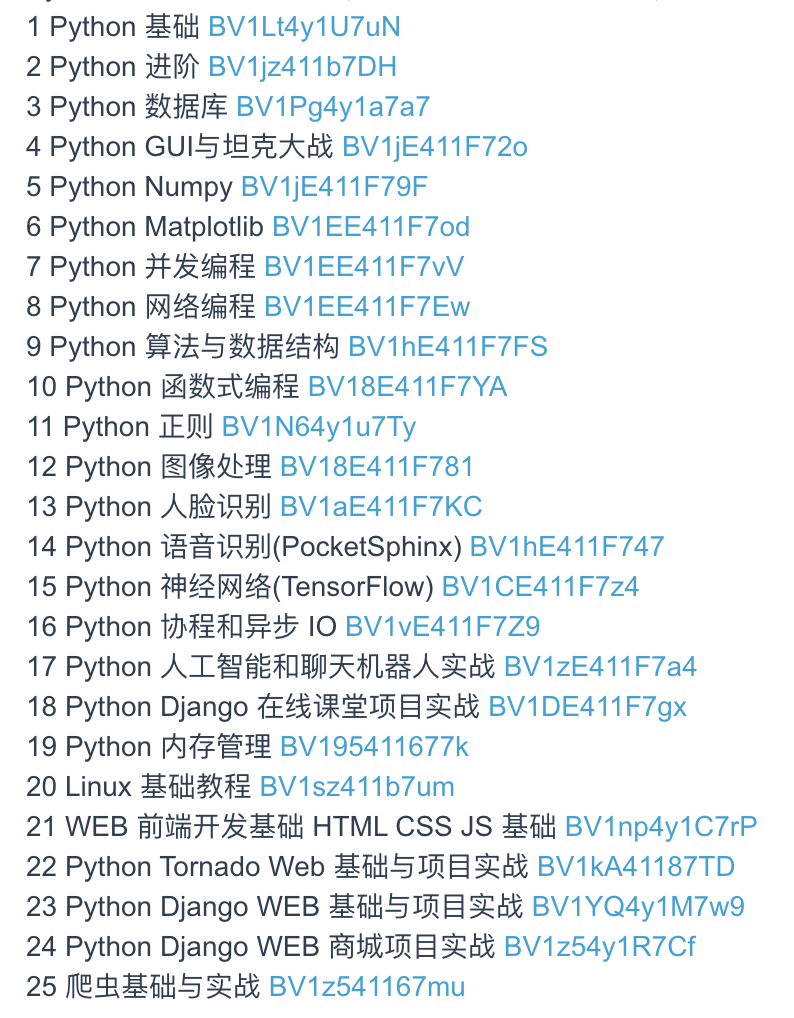 1 Python 基础 BV1Lt4y1U7uN
2 Python 进阶 BV1jz411b7DH
3 Python 数据库 BV1Pg4y1a7a7
4 Python GUI与坦克大战 BV1jE411F72o
5 Python Numpy BV1jE411F79F
6 Python Matplotlib BV1EE411F7od
7 Python 并发编程 BV1EE411F7vV
8 Python 网络编程 BV1EE411F7Ew
9 Python 算法与数据结构 BV1hE411F7FS
10 Python 函数式编程 BV18E411F7YA
11 Python 正则 BV1N64y1u7Ty
12 Python 图像处理 BV18E411F781
13 Python 人脸识别 BV1aE411F7KC
14 Python 语音识别(PocketSphinx) BV1hE411F747
15 Python 神经网络(TensorFlow) BV1CE411F7z4
16 Python 协程和异步 IO BV1vE411F7Z9
17 Python 人工智能和聊天机器人实战 BV1zE411F7a4
18 Python Django 在线课堂项目实战 BV1DE411F7gx
19 Python 内存管理 BV195411677k
20 Linux 基础教程 BV1sz411b7um
21 WEB 前端开发基础 HTML CSS JS 基础 BV1np4y1C7rP
22 Python Tornado Web 基础与项目实战 BV1kA41187TD
23 Python Django WEB 基础与项目实战 BV1YQ4y1M7w9
24 Python Django WEB 商城项目实战 BV1z54y1R7Cf
25 爬虫基础与实战 BV1z541167mu